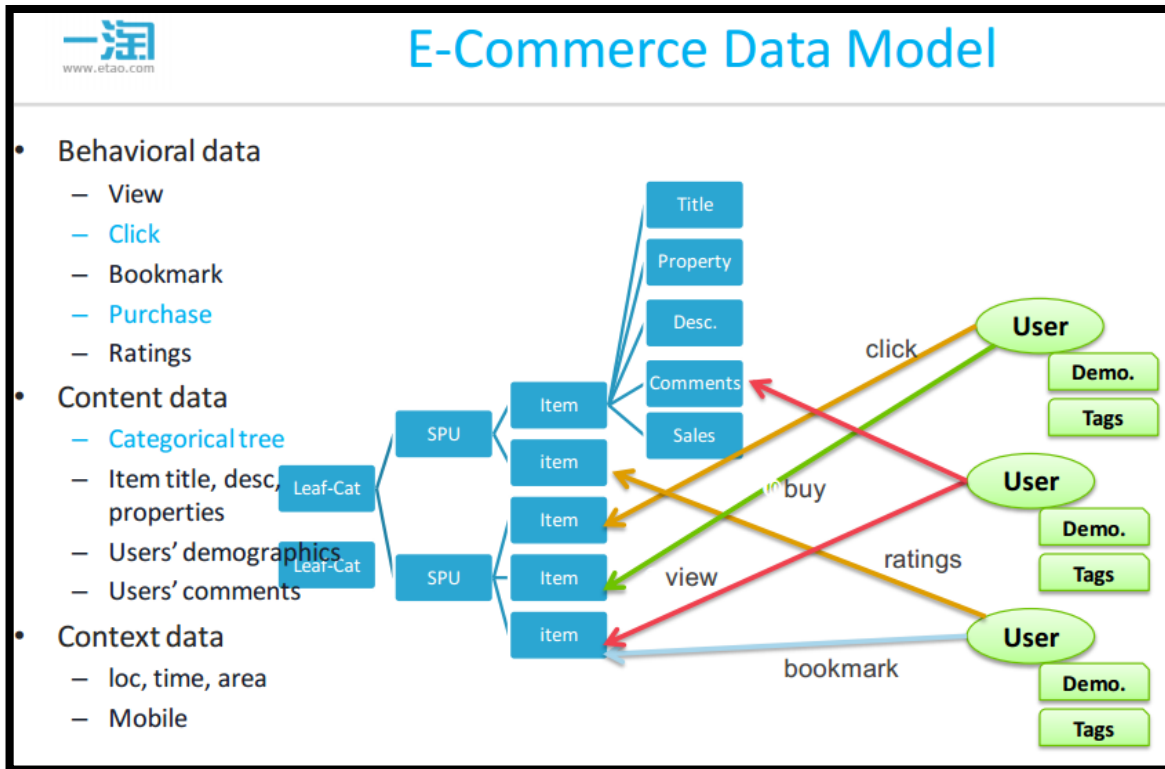 一淘
www.etao.com
E-Commerce Data Model
• Behavioral data
– View
– Click
– Bookmark
– Purchase
– Ratings
• Content data
– Categorical tree
– Item title, desc,
properties
– Users' demographics
– Users' comments
• Context data
– loc, time, area
– Mobile
Leaf-Cat
Leaf-Cat
SPU
SPU
Item
item
Item
Item
item
Title
Property
Desc.
Comments
Sales
click
buy
view
ratings
bookmark
User
Demo.
Tags
User
Demo.
Tags
User
Demo.
Tags